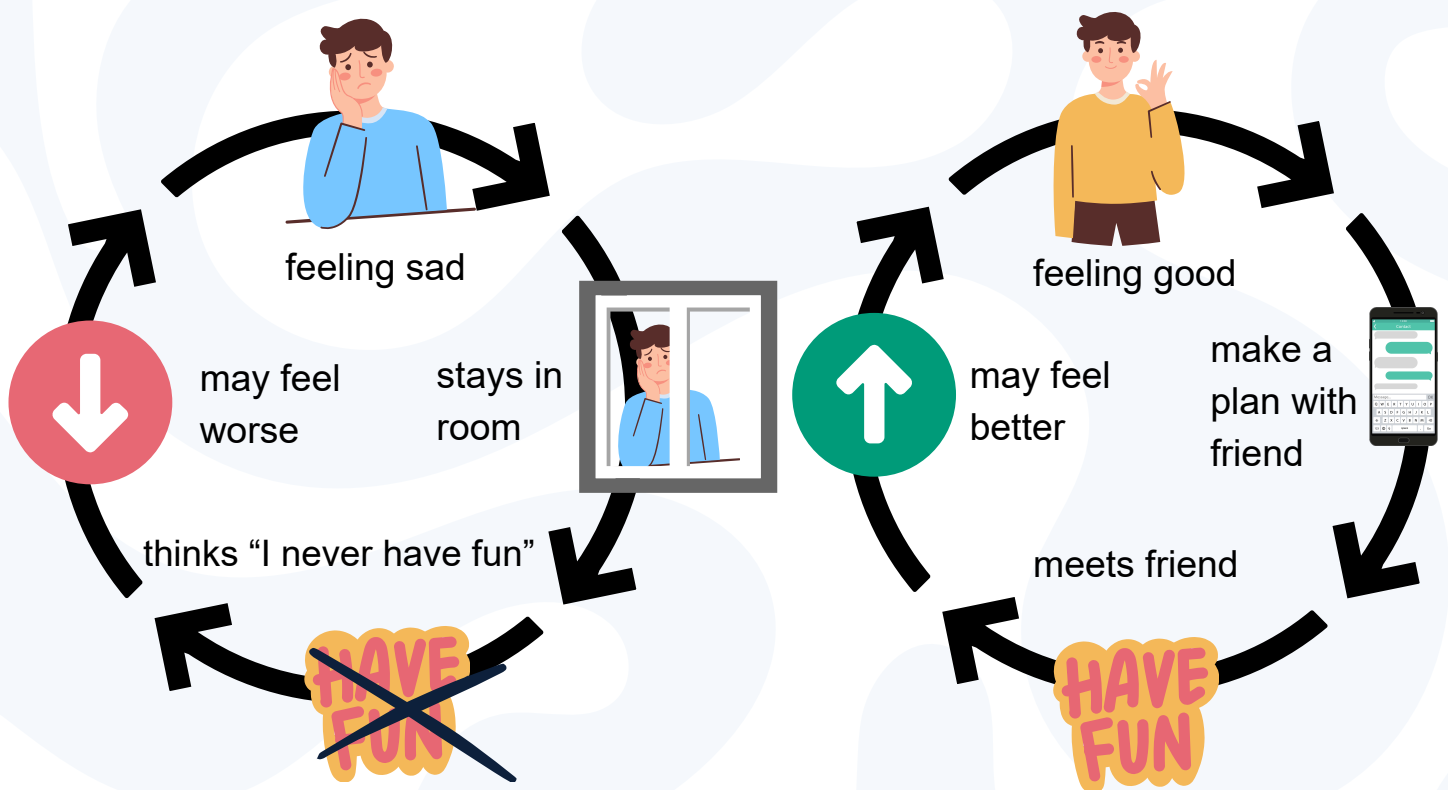 feeling sad
stays in
room
thinks “I never have fun”
HAVE
FUN
may feel
worse
feeling good
make a
plan with
friend
meets friend
HAVE
FUN
may feel
better